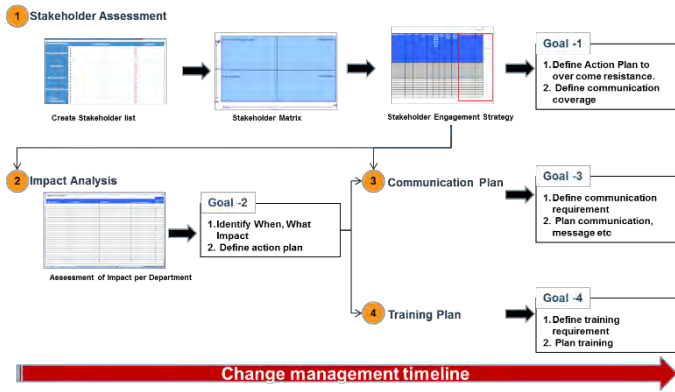 1 Stakeholder Assessment
Create Stakeholder list
Stakeholder Matrix
Stakeholder Engagement Strategy
Goal -1
1.Define Action Plan to
over come resistance.
2. Define communication
coverage
2 Impact Analysis
Assessment of Impact per Department
Goal -2
1.Identify When, What
Impact
2. Define action plan
3 Communication Plan
Goal -3
1.Define communication
requirement
2. Plan communication,
message etc
4 Training Plan
Goal -4
1.Define training
requirement
2. Plan training
Change management timeline